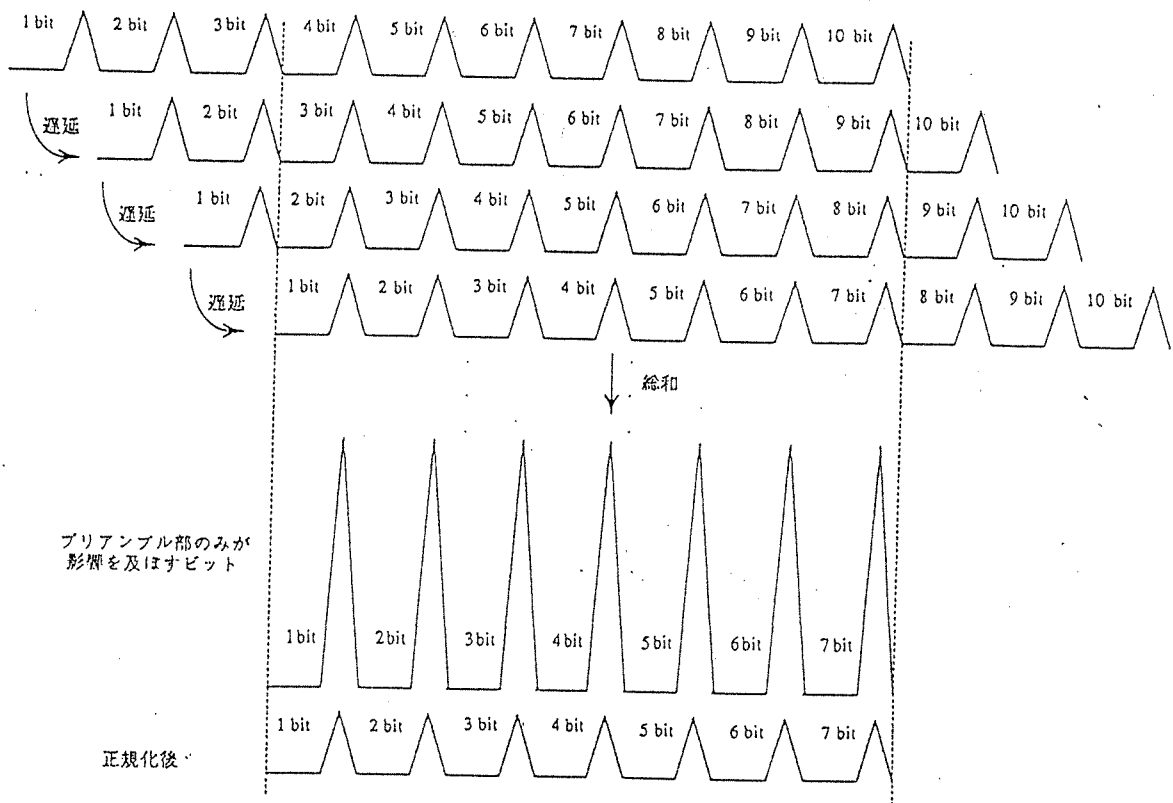 1 bit 2 bit 3 bit 4 bit 5 bit 6 bit 7 bit 8 bit 9 bit 10 bit
遅延
1 bit 2 bit 3 bit 4 bit 5 bit 6 bit 7 bit 8 bit 9 bit 10 bit
遅延
1 bit 2 bit 3 bit 4 bit 5 bit 6 bit 7 bit 8 bit 9 bit 10 bit
遅延
1 bit 2 bit 3 bit 4 bit 5 bit 6 bit 7 bit 8 bit 9 bit 10 bit
総和
プリアンブル部のみが
影響を及ぼすビット
1 bit 2 bit 3 bit 4 bit 5 bit 6 bit 7 bit
正規化後
1 bit 2 bit 3 bit 4 bit 5 bit 6 bit 7 bit